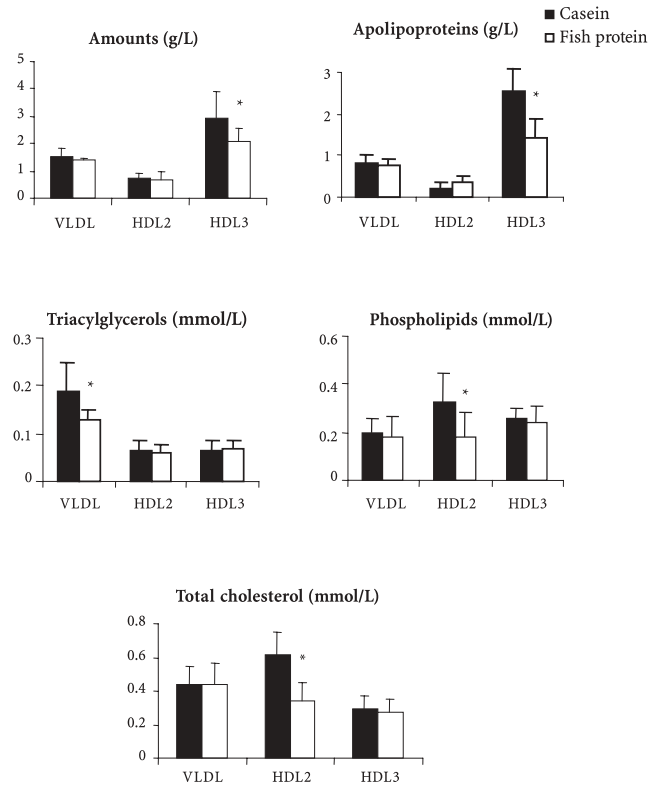 Casein
Fish protein
Amounts (g/L)
5
4
3
2
1
0
*
VLDL HDL2 HDL3
Apolipoproteins (g/L)
3
2
1
0
*
VLDL HDL2 HDL3
Triacylglycerols (mmol/L)
0.3
0.2
0.1
0
*
VLDL HDL2 HDL3
Phospholipids (mmol/L)
0.6
0.4
0.2
0
*
VLDL HDL2 HDL3
Total cholesterol (mmol/L)
0.8
0.6
0.4
0.2
0
*
VLDL HDL2 HDL3